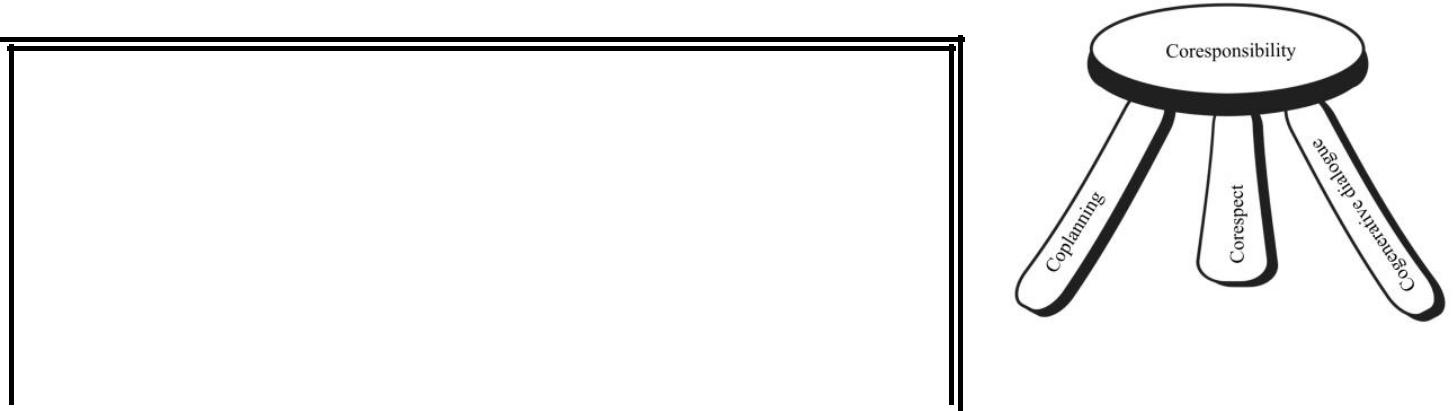 Coresponsibility
Coplanning
Corespect
Cogenerative dialogue